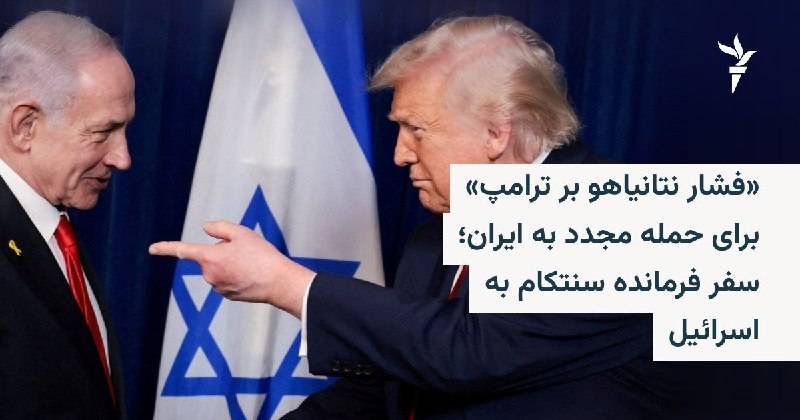 «فشار نتانیاهو بر ترامپ»
برای حمله مجدد به ایران؛
سفر فرمانده سنتکام به
اسرائیل